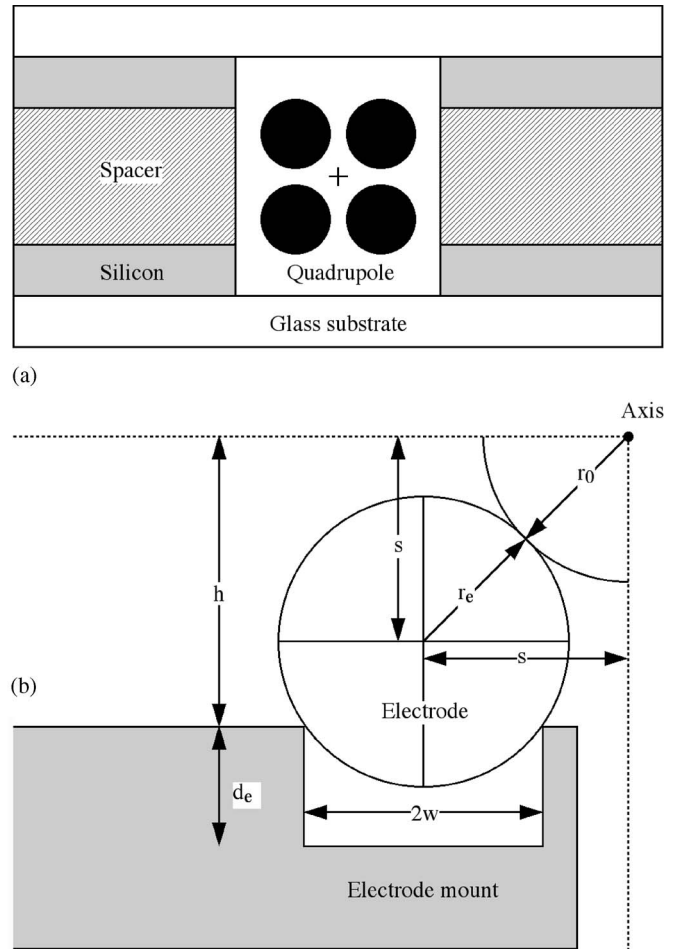 Spacer
Silicon
Quadrupole
Glass substrate
(a)
Axis
r0
s
h
re
s
(b)
Electrode
de
2w
Electrode mount